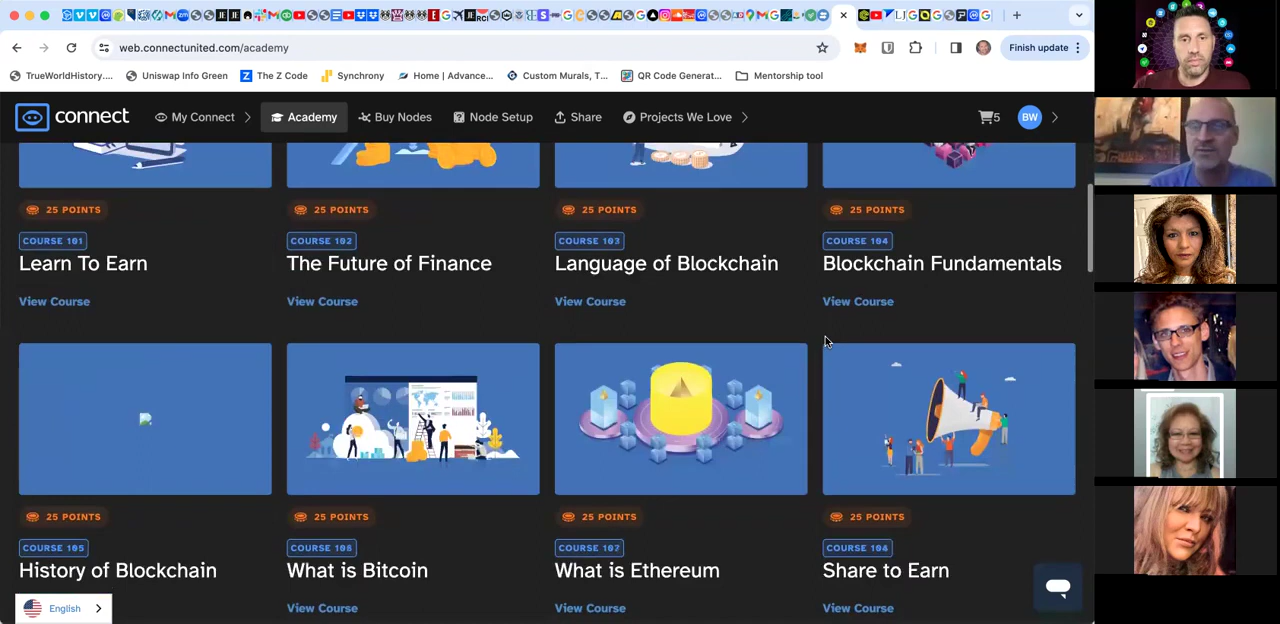 Finish update
web.connectunited.com/academy
TrueWorldHistory....
Uniswap Info Green
The Z Code
Synchrony
Home | Advance...
Custom Murals, T...
QR Code Generat...
Mentorship tool
connect
My Connect
Academy
Buy Nodes
Node Setup
Share
Projects We Love
5
BW
25 POINTS
25 POINTS
25 POINTS
25 POINTS
COURSE 101
COURSE 102
COURSE 103
COURSE 104
Learn To Earn
The Future of Finance
Language of Blockchain
Blockchain Fundamentals
View Course
View Course
View Course
View Course
25 POINTS
25 POINTS
25 POINTS
25 POINTS
COURSE 105
COURSE 106
COURSE 107
COURSE 106
History of Blockchain
What is Bitcoin
What is Ethereum
Share to Earn
English
View Course
View Course
View Course